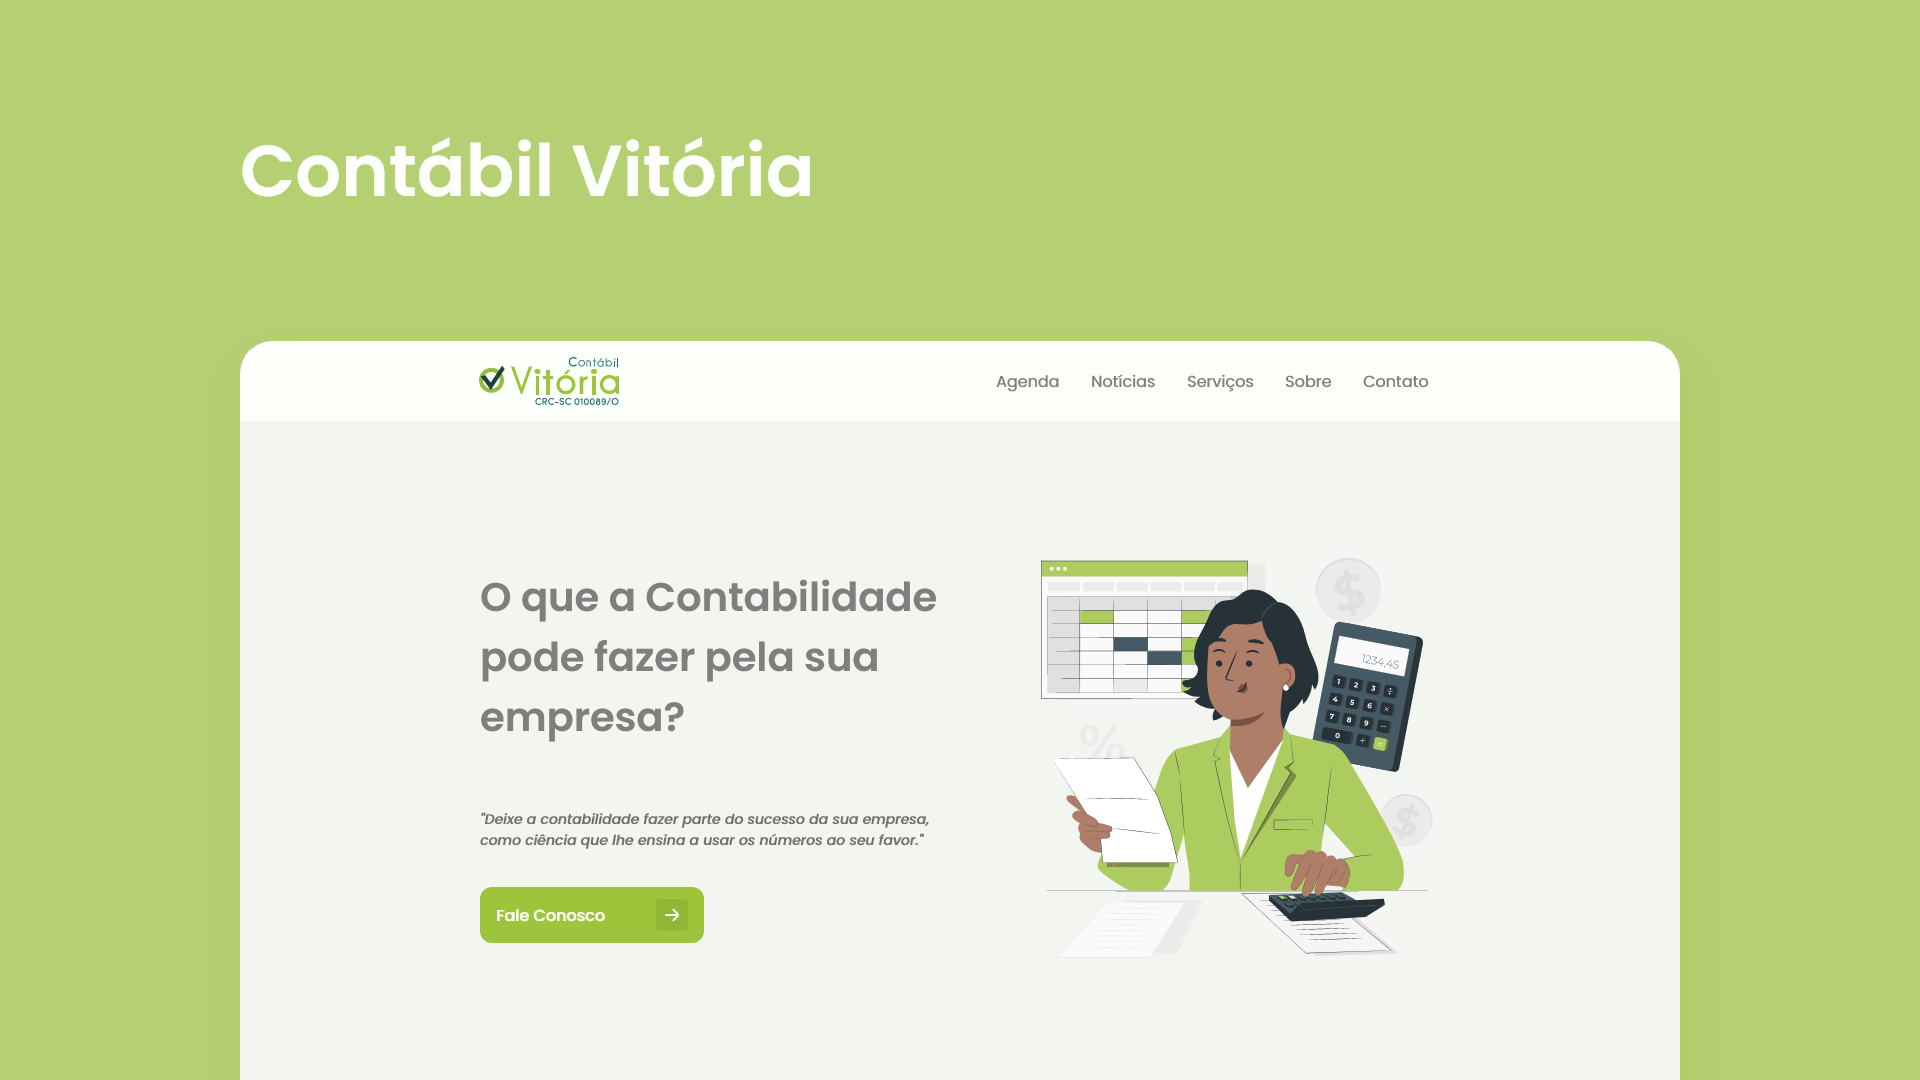 Contábil Vitória
Contábil
Vitória
CRC-SC 010089/O
Agenda Notícias Serviços Sobre Contato
O que a Contabilidade
pode fazer pela sua
empresa?
"Deixe a contabilidade fazer parte do sucesso da sua empresa,
como ciência que lhe ensina a usar os números ao seu favor."
Fale Conosco
$
1234,45
1 2 3 ÷
4 5 6 ×
7 8 9 −
0 + =
%
$